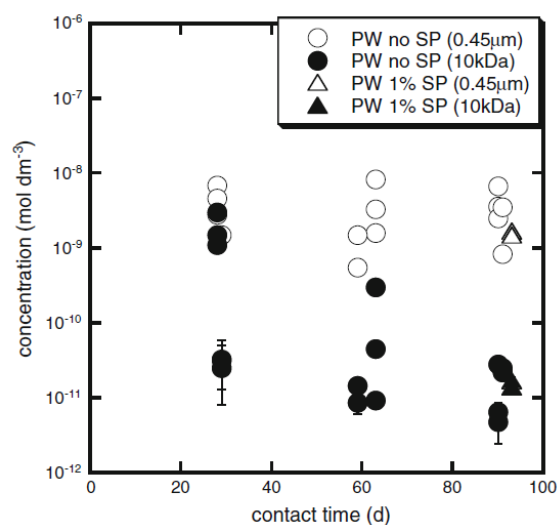 PW no SP (0.45μm)
PW no SP (10kDa)
PW 1% SP (0.45μm)
PW 1% SP (10kDa)
concentration (mol dm-3)
10-6
10-7
10-8
10-9
10-10
10-11
10-12
0 20 40 60 80 100
contact time (d)